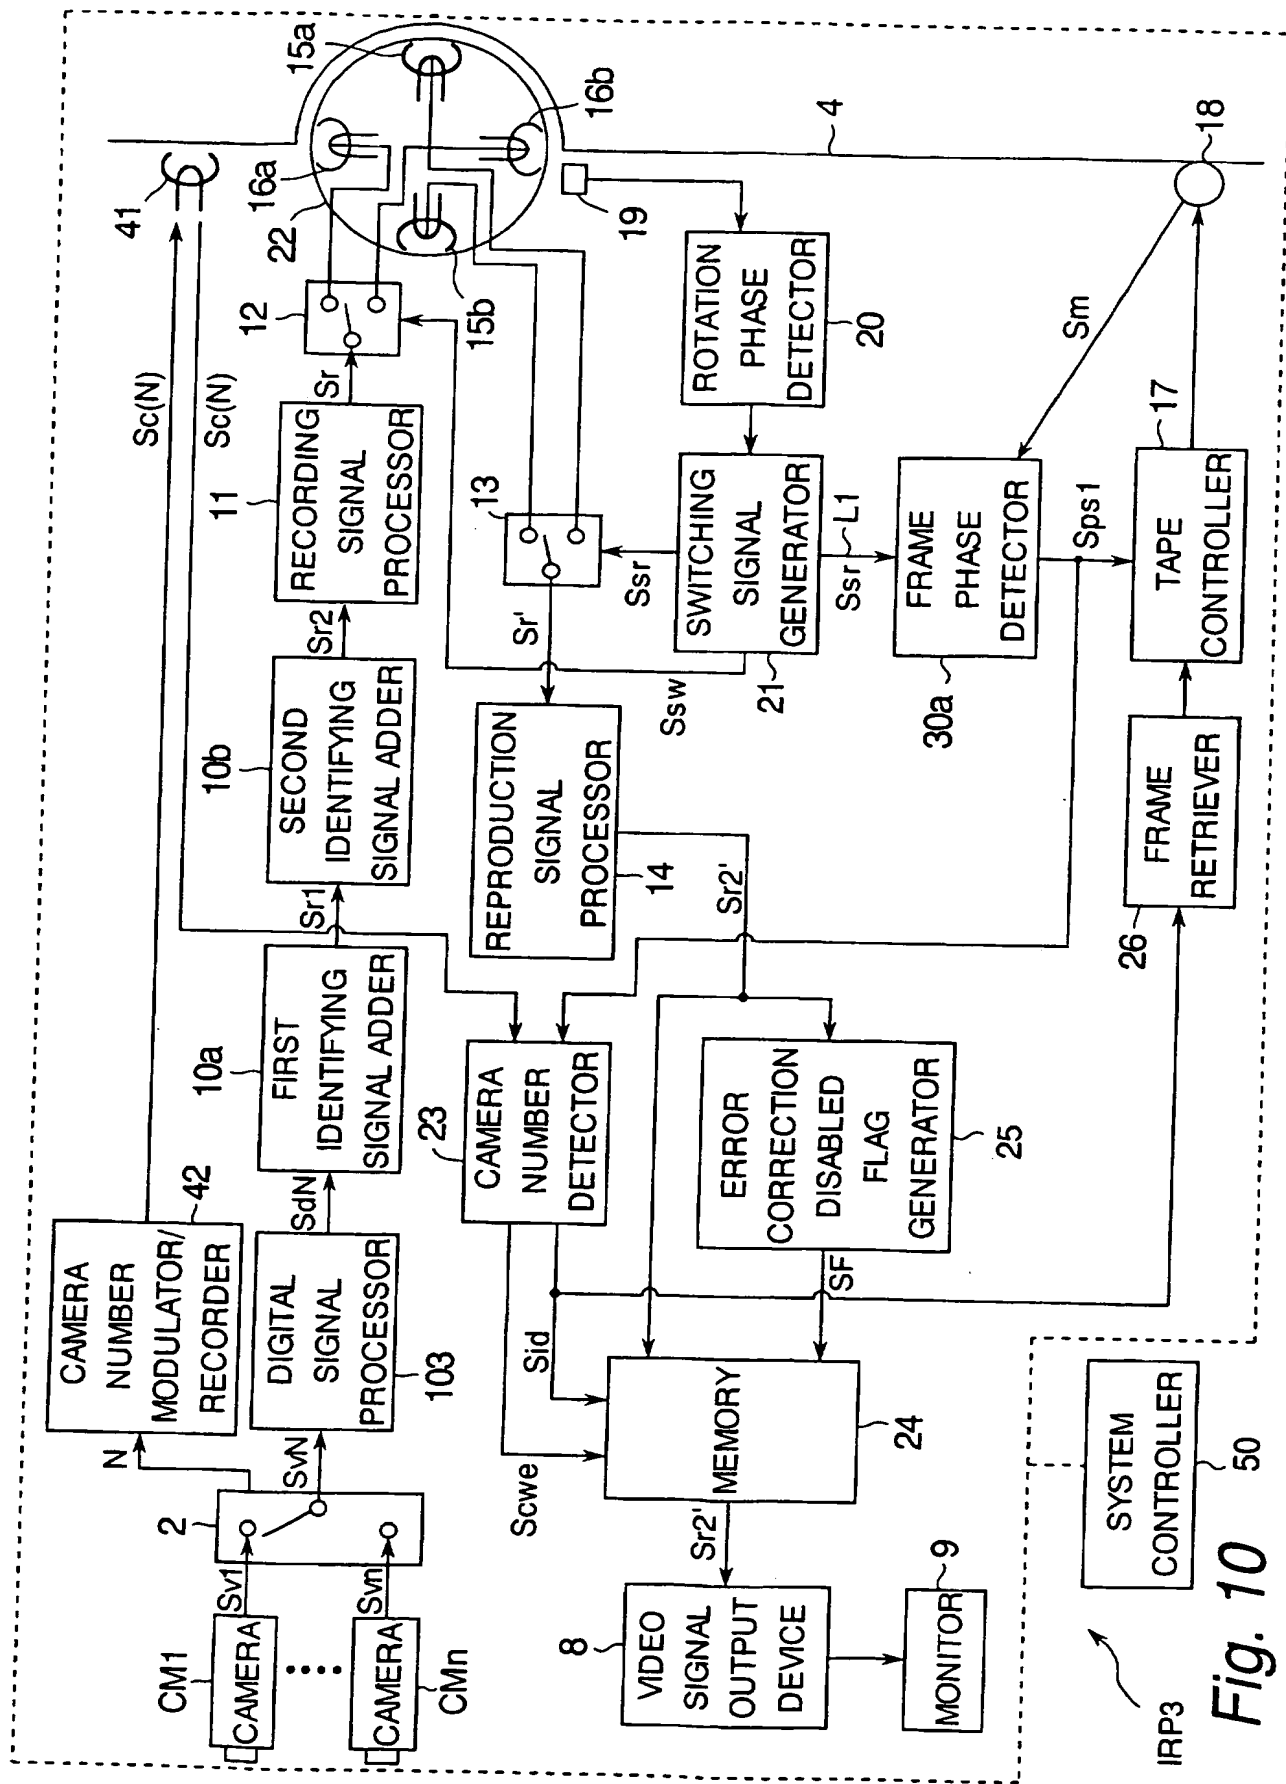 CM1
CAMERA
CAMERA
CMn
Sv1
Svn
2
N
SvN
CAMERA
NUMBER
MODULATOR/
RECORDER
42
DIGITAL
SIGNAL
PROCESSOR
103
SdN
10a
FIRST
IDENTIFYING
SIGNAL ADDER
Sr1
10b
SECOND
IDENTIFYING
SIGNAL ADDER
Sr2
11
RECORDING
SIGNAL
PROCESSOR
Sr
12
Sc(N)
Sc(N)
41
22
16a
15a
15b
16b
19
4
18
13
Sr'
Ssr
Ssw
REPRODUCTION
SIGNAL
PROCESSOR
14
Sr2'
SWITCHING
SIGNAL
GENERATOR
21
ROTATION
PHASE
DETECTOR
20
Ssr
L1
FRAME
PHASE
DETECTOR
30a
Sm
Sps1
17
TAPE
CONTROLLER
26
FRAME
RETRIEVER
23
CAMERA
NUMBER
DETECTOR
Scwe
Sid
ERROR
CORRECTION
DISABLED
FLAG
GENERATOR
25
SF
MEMORY
24
Sr2'
8
VIDEO
SIGNAL
OUTPUT
DEVICE
9
MONITOR
SYSTEM
CONTROLLER
50
IRP3
Fig. 10